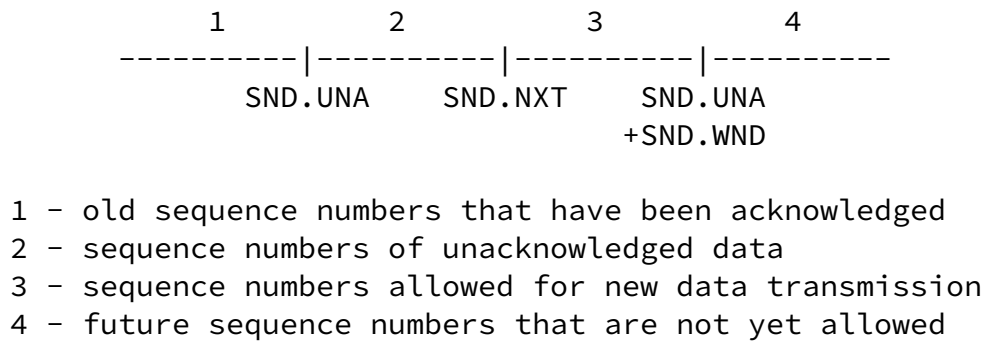 1 2 3 4
----------|----------|----------|----------
SND.UNA SND.NXT SND.UNA
+SND.WND
1 - old sequence numbers that have been acknowledged
2 - sequence numbers of unacknowledged data
3 - sequence numbers allowed for new data transmission
4 - future sequence numbers that are not yet allowed